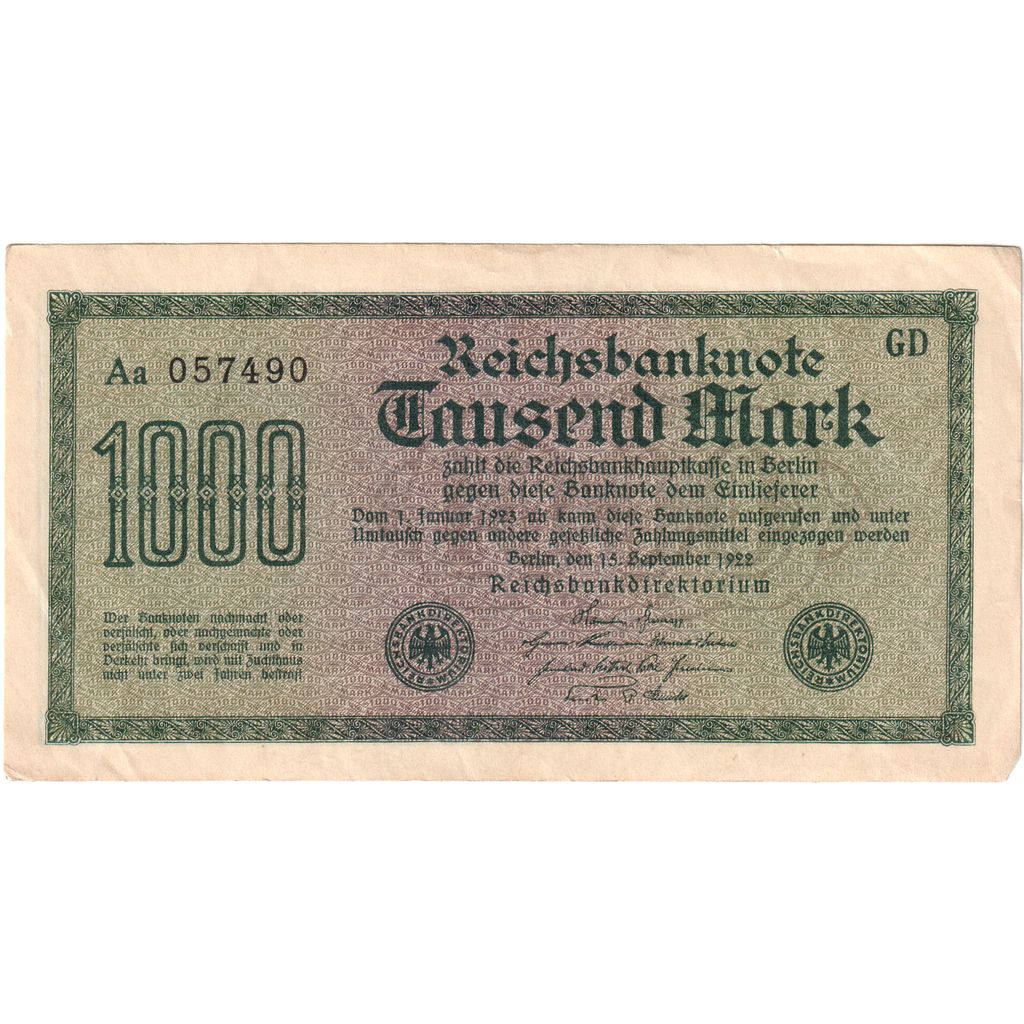 Aa 057490
GD
Reichsbanknote
Tausend Mark
1000
zahlt die Reichsbankhauptkasse in Berlin
gegen diese Banknote dem Einlieferer
Vom 1. Januar 1923 ab kann diese Banknote aufgerufen und unter
Umtausch gegen andere gesetzliche Zahlungsmittel eingezogen werden
Berlin, den 15. September 1922
Reichsbankdirektorium
Wer Banknoten nachmacht oder
verfälscht, oder nachgemachte oder
verfälschte sich verschafft und in
Verkehr bringt, wird mit Zuchthaus
nicht unter zwei Jahren bestraft
REICHSBANKDIREKTORIUM
REICHSBANKDIREKTORIUM